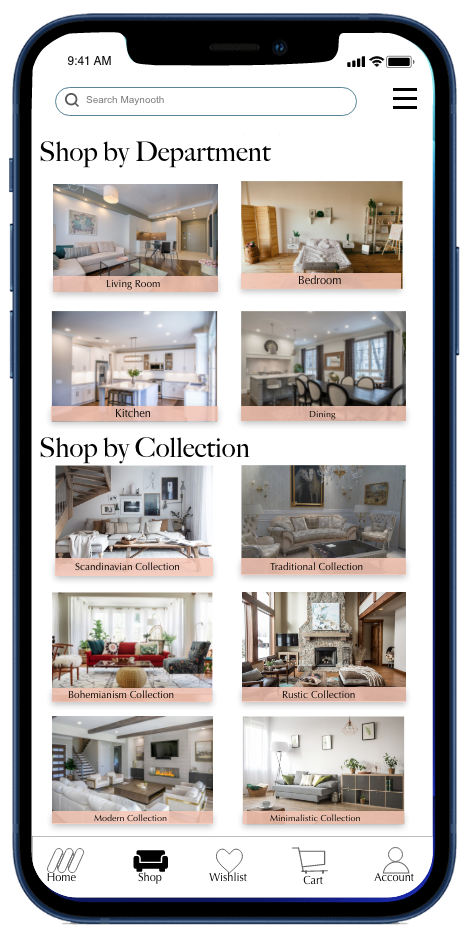 9:41 AM
Search Maynooth
Shop by Department
Living Room
Bedroom
Kitchen
Dining
Shop by Collection
Scandinavian Collection
Traditional Collection
Bohemianism Collection
Rustic Collection
Modern Collection
Minimalistic Collection
Home
Shop
Wishlist
Cart
Account